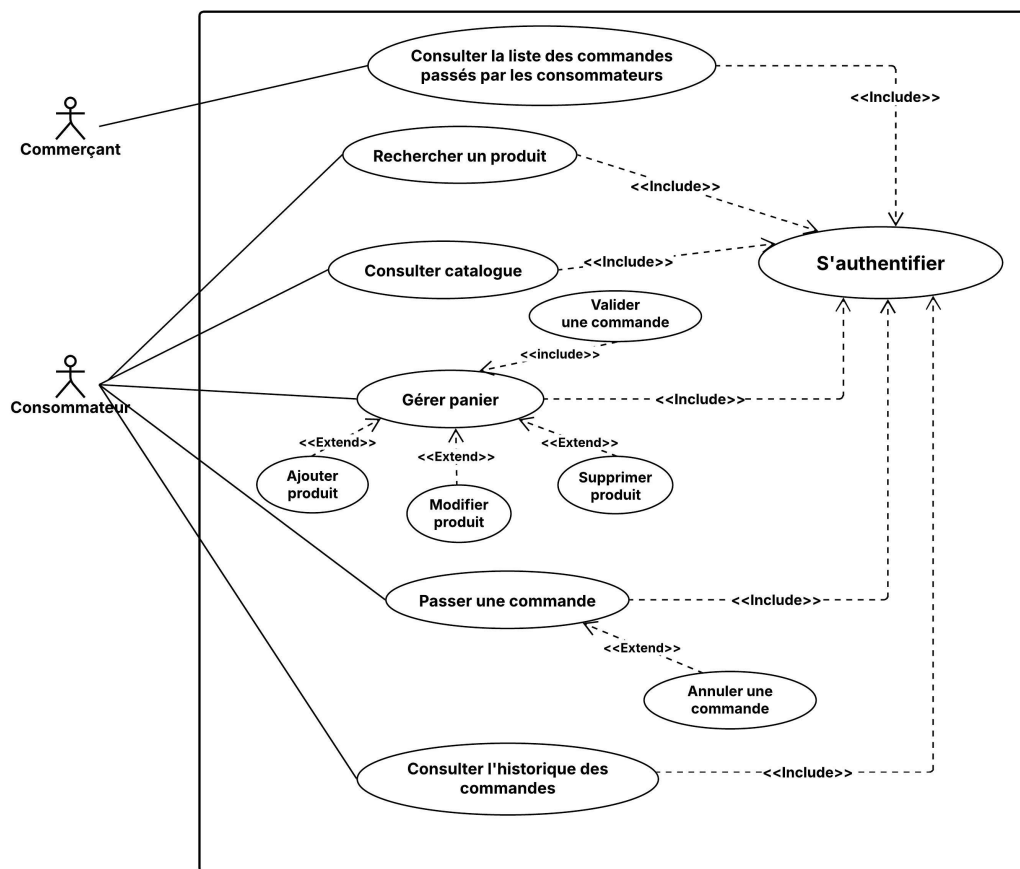 Consulter la liste des commandes
passés par les consommateurs
<<Include>>
Commerçant
Rechercher un produit
<<Include>>
S'authentifier
Consulter catalogue
<<Include>>
Valider
une commande
<<include>>
Consommateur
Gérer panier
<<Include>>
<<Extend>>
<<Extend>>
<<Extend>>
Ajouter
produit
Modifier
produit
Supprimer
produit
Passer une commande
<<Include>>
<<Extend>>
Annuler une
commande
Consulter l'historique des
commandes
<<Include>>